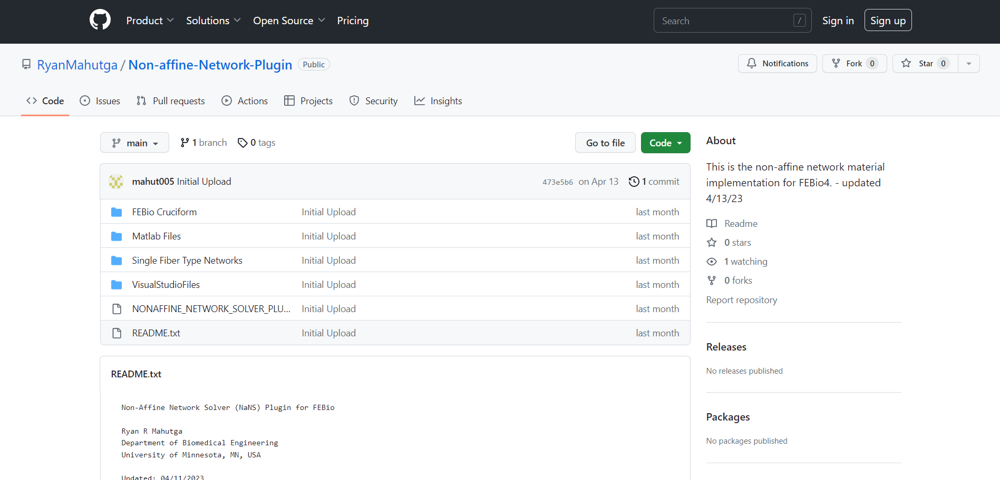 Product Solutions Open Source Pricing Search / Sign in Sign up
RyanMahutga / Non-affine-Network-Plugin Public Notifications Fork 0 Star 0
Code Issues Pull requests Actions Projects Security Insights
main 1 branch 0 tags Go to file Code
mahut005 Initial Upload 473e5b6 on Apr 13 1 commit
FEBio Cruciform Initial Upload last month
Matlab Files Initial Upload last month
Single Fiber Type Networks Initial Upload last month
VisualStudioFiles Initial Upload last month
NONAFFINE_NETWORK_SOLVER_PLU... Initial Upload last month
README.txt Initial Upload last month
README.txt
Non-Affine Network Solver (NaNS) Plugin for FEBio
Ryan R Mahutga
Department of Biomedical Engineering
University of Minnesota, MN, USA
Updated: 04/11/2023
About
This is the non-affine network material
implementation for FEBio4. - updated
4/13/23
Readme
0 stars
1 watching
0 forks
Report repository
Releases
No releases published
Packages
No packages published